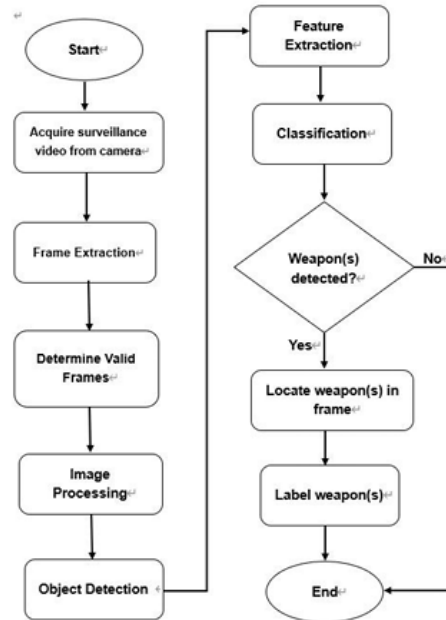 Start
Acquire surveillance
video from camera
Frame Extraction
Determine Valid
Frames
Image
Processing
Object Detection
Feature
Extraction
Classification
Weapon(s)
detected?
No
Yes
Locate weapon(s) in
frame
Label weapon(s)
End